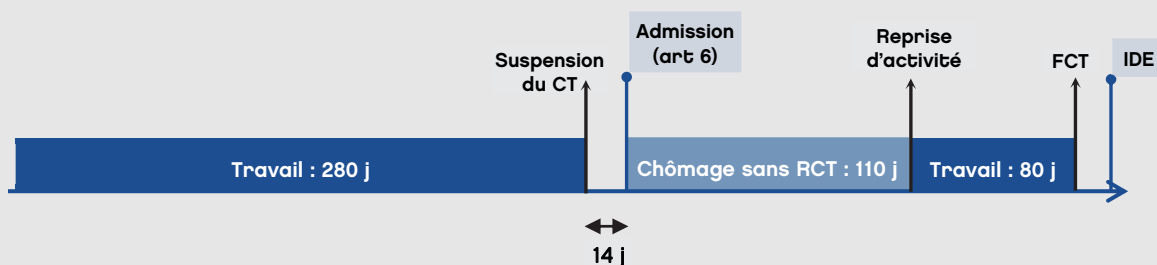 Admission
(art 6)
Suspension
du CT
Reprise
d'activité
FCT
IDE
Travail : 280 j
Chômage sans RCT : 110 j
Travail : 80 j
14 j